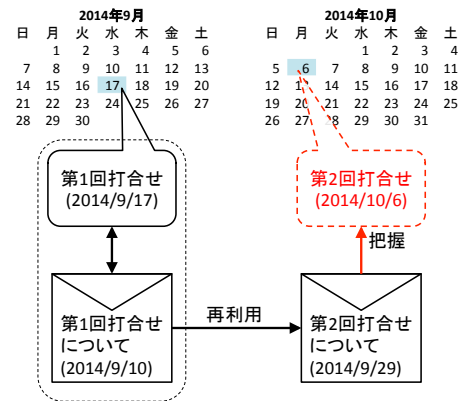 2014年9月
日 月 火 水 木 金 土
1 2 3 4 5 6
7 8 9 10 11 12 13
14 15 16 17 18 19 20
21 22 23 24 25 26 27
28 29 30
2014年10月
日 月 火 水 木 金 土
1 2 3 4
5 6 7 8 9 10 11
12 14 15 16 17 18
19 20 21 22 23 24 25
26 27 28 29 30 31
第1回打合せ
(2014/9/17)
第2回打合せ
(2014/10/6)
把握
第1回打合せ
について
(2014/9/10)
再利用
第2回打合せ
について
(2014/9/29)